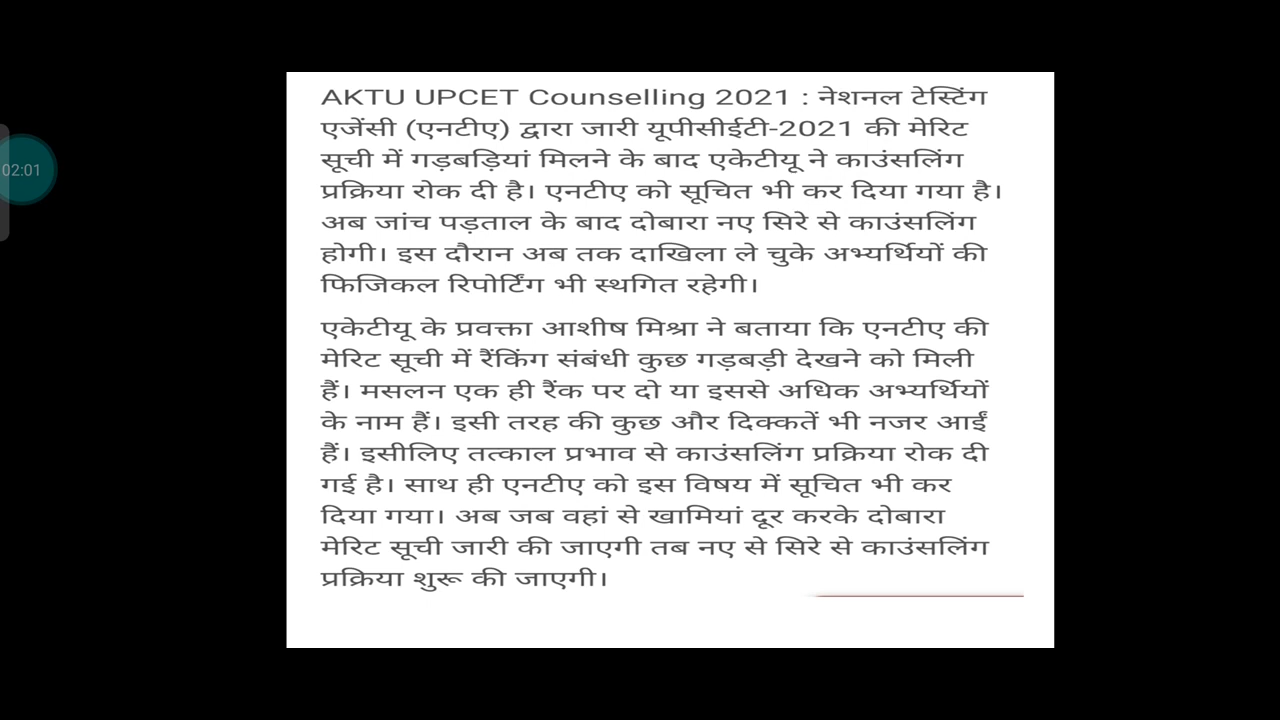 AKTU UPCET Counselling 2021 : नेशनल टेस्टिंग
एजेंसी (एनटीए) द्वारा जारी यूपीसीईटी-2021 की मेरिट
सूची में गड़बड़ियां मिलने के बाद एकेटीयू ने काउंसलिंग
प्रक्रिया रोक दी है। एनटीए को सूचित भी कर दिया गया है।
अब जांच पड़ताल के बाद दोबारा नए सिरे से काउंसलिंग
होगी। इस दौरान अब तक दाखिला ले चुके अभ्यर्थियों की
फिजिकल रिपोर्टिंग भी स्थगित रहेगी।
एकेटीयू के प्रवक्ता आशीष मिश्रा ने बताया कि एनटीए की
मेरिट सूची में रैंकिंग संबंधी कुछ गड़बड़ी देखने को मिली
हैं। मसलन एक ही रैंक पर दो या इससे अधिक अभ्यर्थियों
के नाम हैं। इसी तरह की कुछ और दिक्कतें भी नजर आईं
हैं। इसीलिए तत्काल प्रभाव से काउंसलिंग प्रक्रिया रोक दी
गई है। साथ ही एनटीए को इस विषय में सूचित भी कर
दिया गया। अब जब वहां से खामियां दूर करके दोबारा
मेरिट सूची जारी की जाएगी तब नए से सिरे से काउंसलिंग
प्रक्रिया शुरू की जाएगी।
02:01